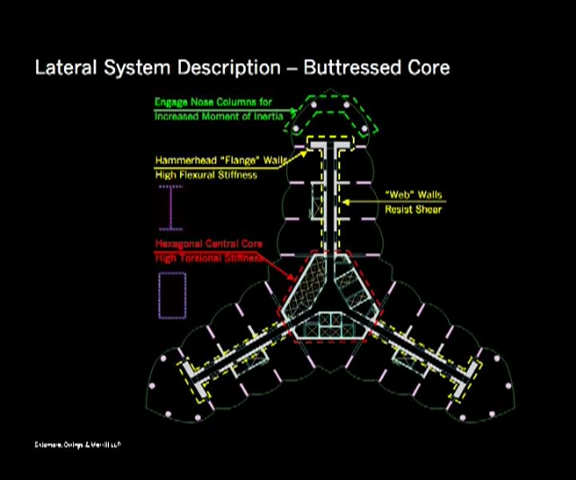 Lateral System Description – Buttressed Core
Engage Nose Columns for
Increased Moment of Inertia
Hammerhead "Flange" Walls
High Flexural Stiffness
"Web" Walls
Resist Shear
Hexagonal Central Core
High Torsional Stiffness
Skidmore, Owings & Merrill LLP